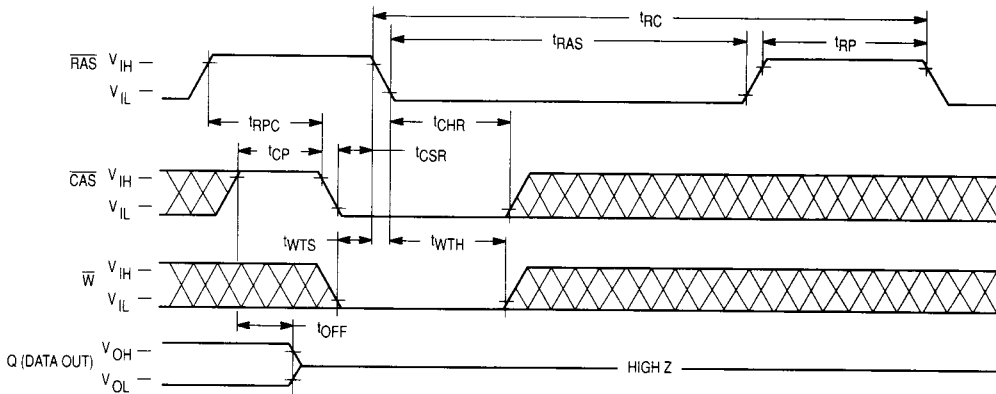 tRC
tRAS
tRP
RAS VIH
VIL
tRPC
tCHR
tCP
tCSR
CAS VIH
VIL
tWTS
tWTH
W VIH
VIL
tOFF
Q (DATA OUT) VOH
VOL
HIGH Z